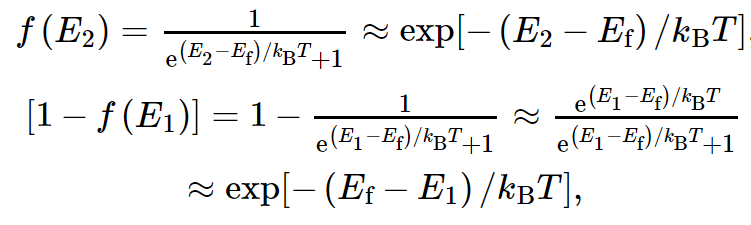 f(E₂) = 1/(e^((E₂−E_f)/k_BT)+1) ≈ exp[−(E₂ − E_f)/k_BT].
[1 − f(E₁)] = 1 − 1/(e^((E₁−E_f)/k_BT)+1) ≈ e^((E₁−E_f)/k_BT)/(e^((E₁−E_f)/k_BT)+1)
≈ exp[−(E_f − E₁)/k_BT],